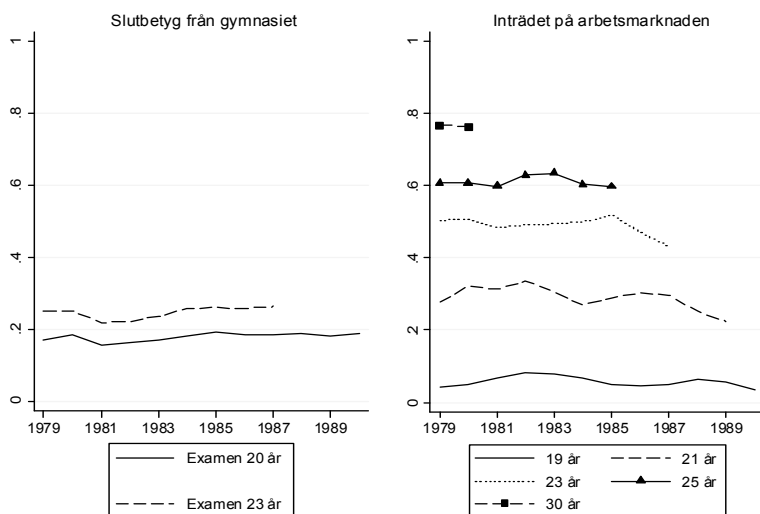 Slutbetyg från gymnasiet
1
.8
.6
.4
.2
0
1979 1981 1983 1985 1987 1989
Examen 20 år
Examen 23 år
Inträdet på arbetsmarknaden
1
.8
.6
.4
.2
0
1979 1981 1983 1985 1987 1989
19 år 21 år
23 år 25 år
30 år